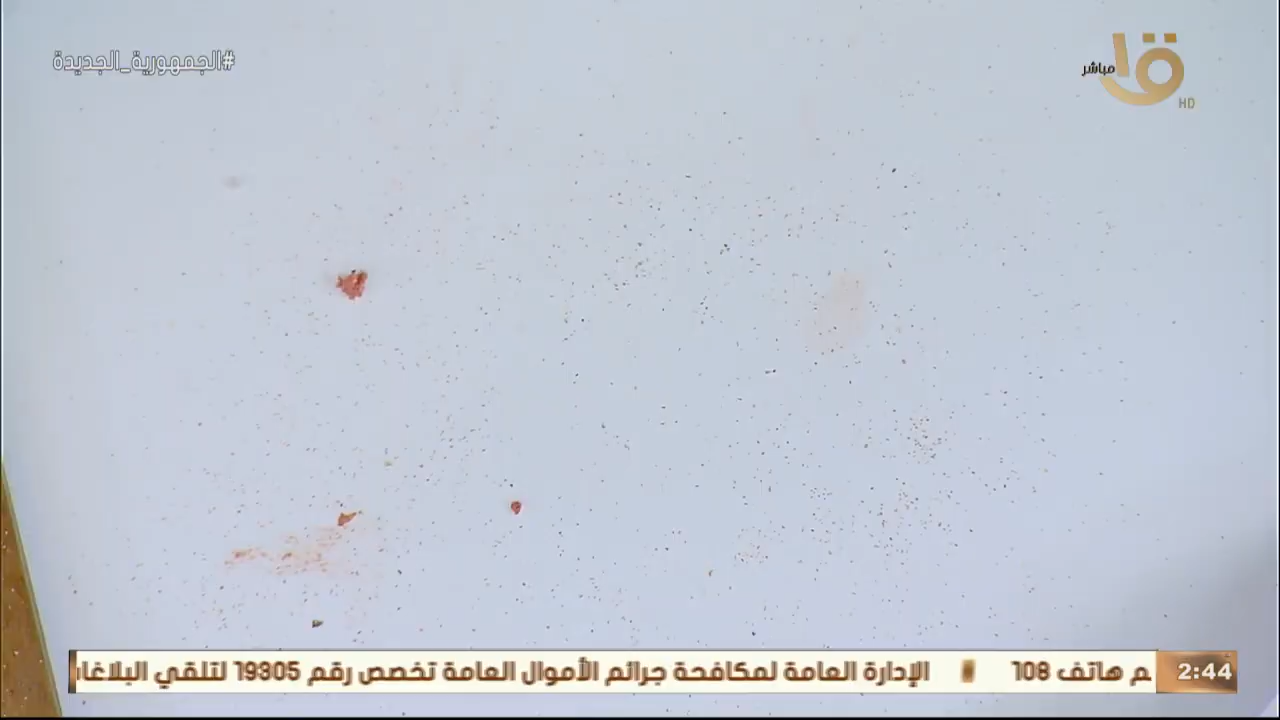 #الجمهورية_الجديدة
مباشر
HD
م هاتف 108 الإدارة العامة لمكافحة جرائم الأموال العامة تخصص رقم 19305 لتلقي البلاغا
2:44